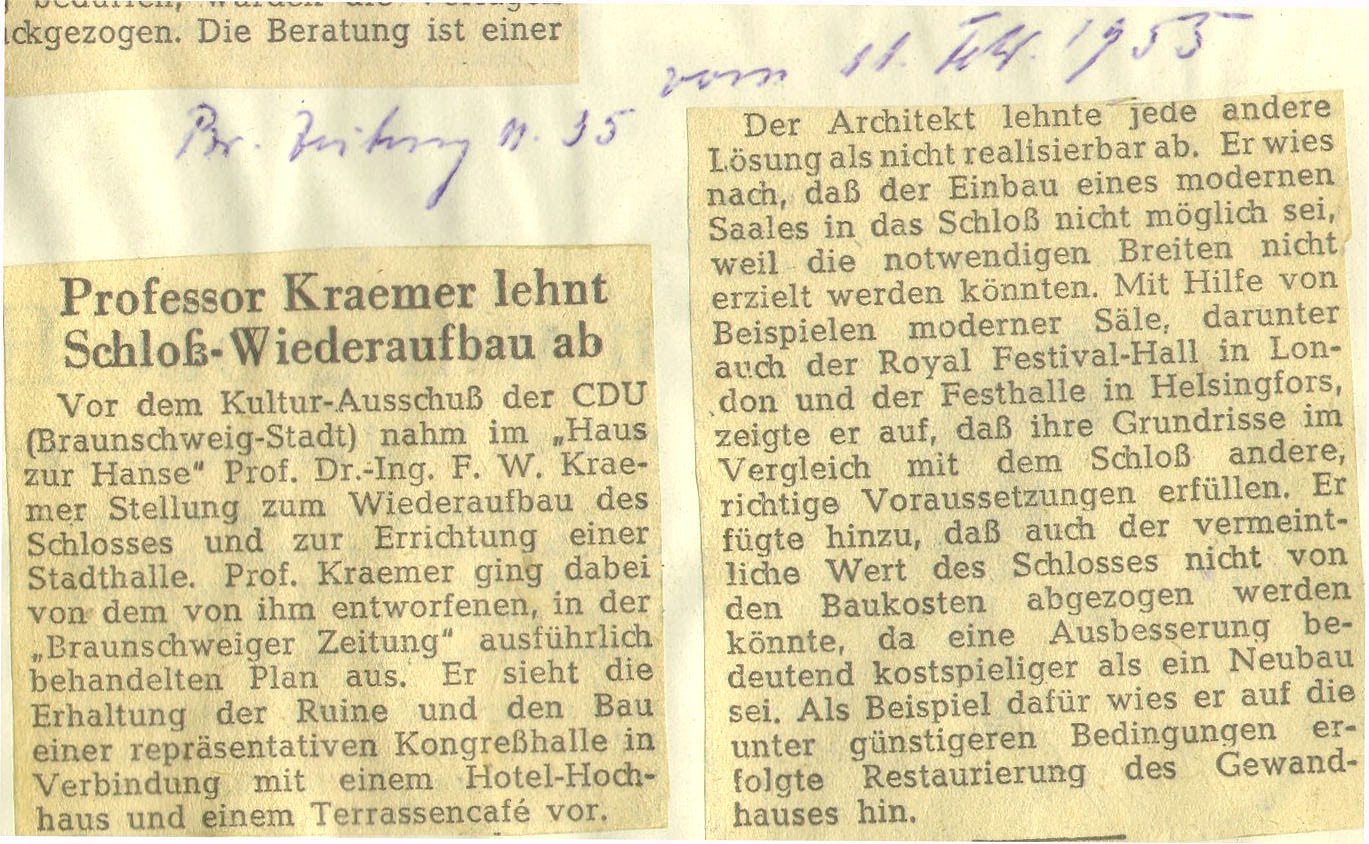 bedürfen, wurden die Vorlagen
ckgezogen. Die Beratung ist einer
Br. Zeitung n. 35
vom 11. Feb. 1955
Professor Kraemer lehnt
Schloß-Wiederaufbau ab
Vor dem Kultur-Ausschuß der CDU
(Braunschweig-Stadt) nahm im „Haus
zur Hanse" Prof. Dr.-Ing. F. W. Krae-
mer Stellung zum Wiederaufbau des
Schlosses und zur Errichtung einer
Stadthalle. Prof. Kraemer ging dabei
von dem von ihm entworfenen, in der
„Braunschweiger Zeitung" ausführlich
behandelten Plan aus. Er sieht die
Erhaltung der Ruine und den Bau
einer repräsentativen Kongreßhalle in
Verbindung mit einem Hotel-Hoch-
haus und einem Terrassencafé vor.
Der Architekt lehnte jede andere
Lösung als nicht realisierbar ab. Er wies
nach, daß der Einbau eines modernen
Saales in das Schloß nicht möglich sei,
weil die notwendigen Breiten nicht
erzielt werden könnten. Mit Hilfe von
Beispielen moderner Säle, darunter
auch der Royal Festival-Hall in Lon-
don und der Festhalle in Helsingfors,
zeigte er auf, daß ihre Grundrisse im
Vergleich mit dem Schloß andere,
richtige Voraussetzungen erfüllen. Er
fügte hinzu, daß auch der vermeint-
liche Wert des Schlosses nicht von
den Baukosten abgezogen werden
könnte, da eine Ausbesserung be-
deutend kostspieliger als ein Neubau
sei. Als Beispiel dafür wies er auf die
unter günstigeren Bedingungen er-
folgte Restaurierung des Gewand-
hauses hin.